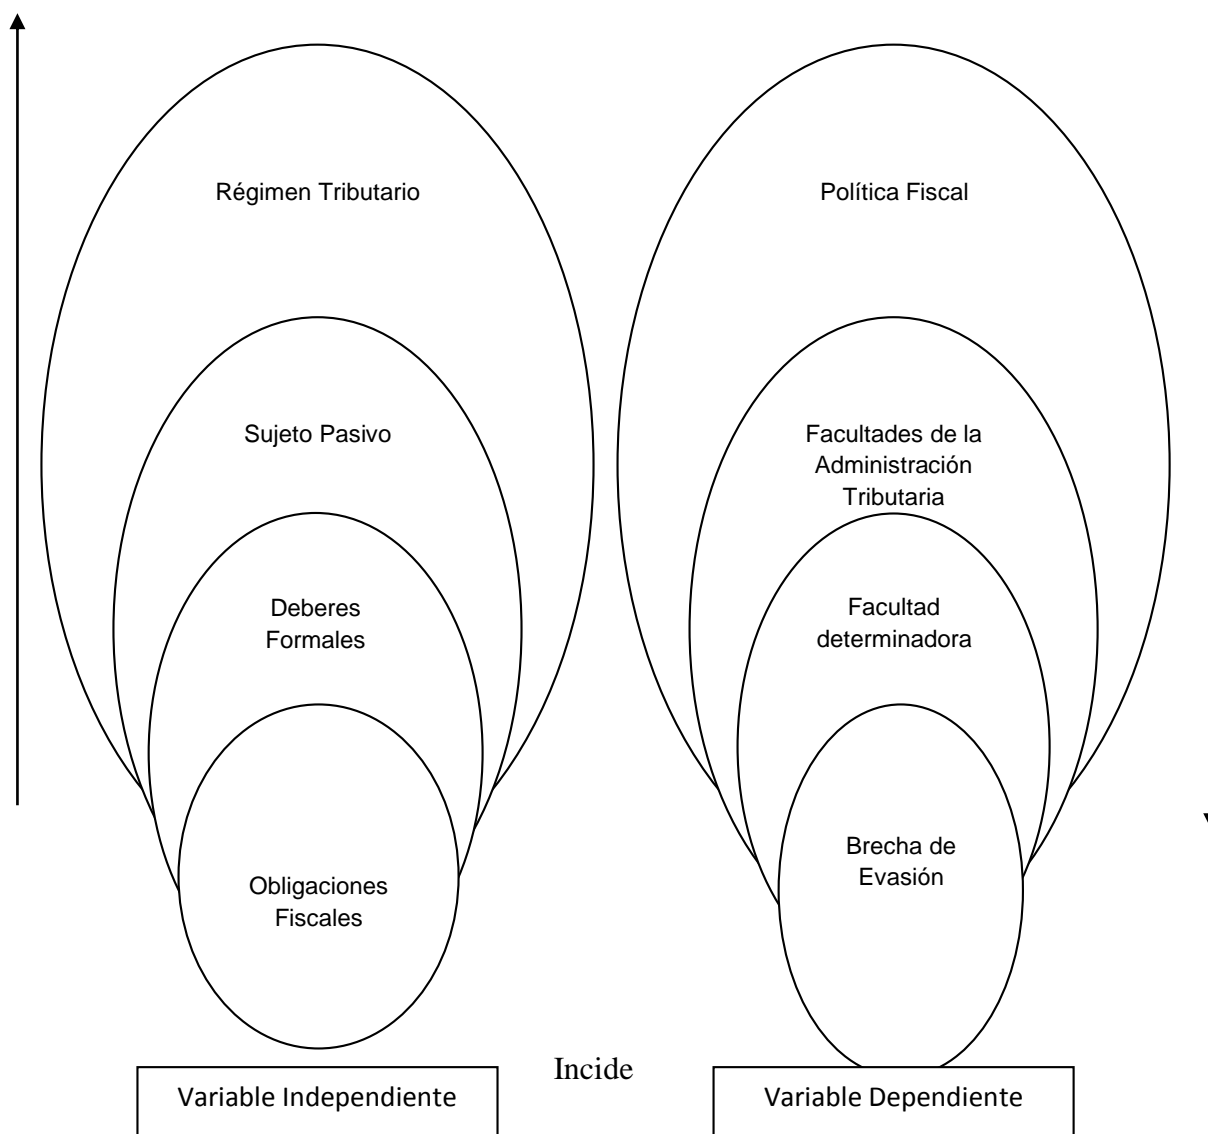 Régimen Tributario
Sujeto Pasivo
Deberes
Formales
Obligaciones
Fiscales
Variable Independiente
Incide
Política Fiscal
Facultades de la
Administración
Tributaria
Facultad
determinadora
Brecha de
Evasión
Variable Dependiente